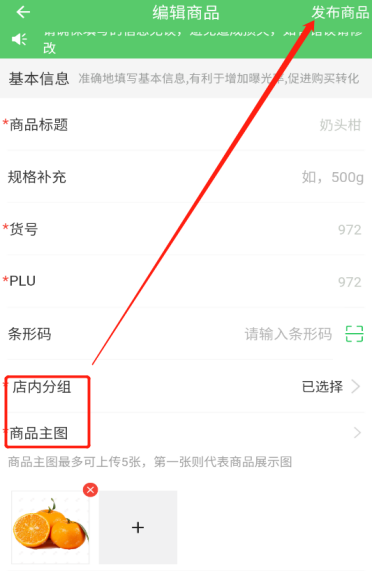 编辑商品
发布商品
改
基本信息 准确地填写基本信息,有利于增加曝光率,促进购买转化
*商品标题 奶头柑
规格补充 如，500g
*货号 972
*PLU 972
条形码 请输入条形码
*店内分组 已选择
*商品主图
商品主图最多可上传5张，第一张则代表商品展示图